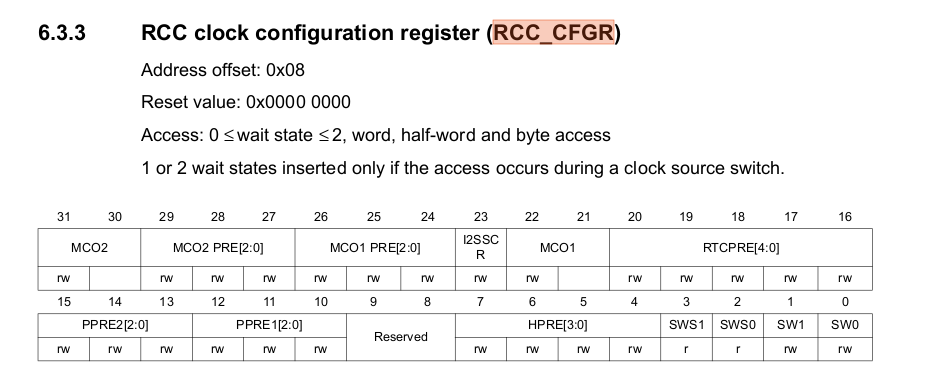 6.3.3 RCC clock configuration register (RCC_CFGR)
Address offset: 0x08
Reset value: 0x0000 0000
Access: 0 ≤ wait state ≤ 2, word, half-word and byte access
1 or 2 wait states inserted only if the access occurs during a clock source switch.
31 30 29 28 27 26 25 24 23 22 21 20 19 18 17 16
MCO2 MCO2 PRE[2:0] MCO1 PRE[2:0] I2SSC
R MCO1 RTCPRE[4:0]
rw rw rw rw rw rw rw rw rw rw rw rw rw rw
15 14 13 12 11 10 9 8 7 6 5 4 3 2 1 0
PPRE2[2:0] PPRE1[2:0] Reserved HPRE[3:0] SWS1 SWS0 SW1 SW0
rw rw rw rw rw rw rw rw rw rw r r rw rw